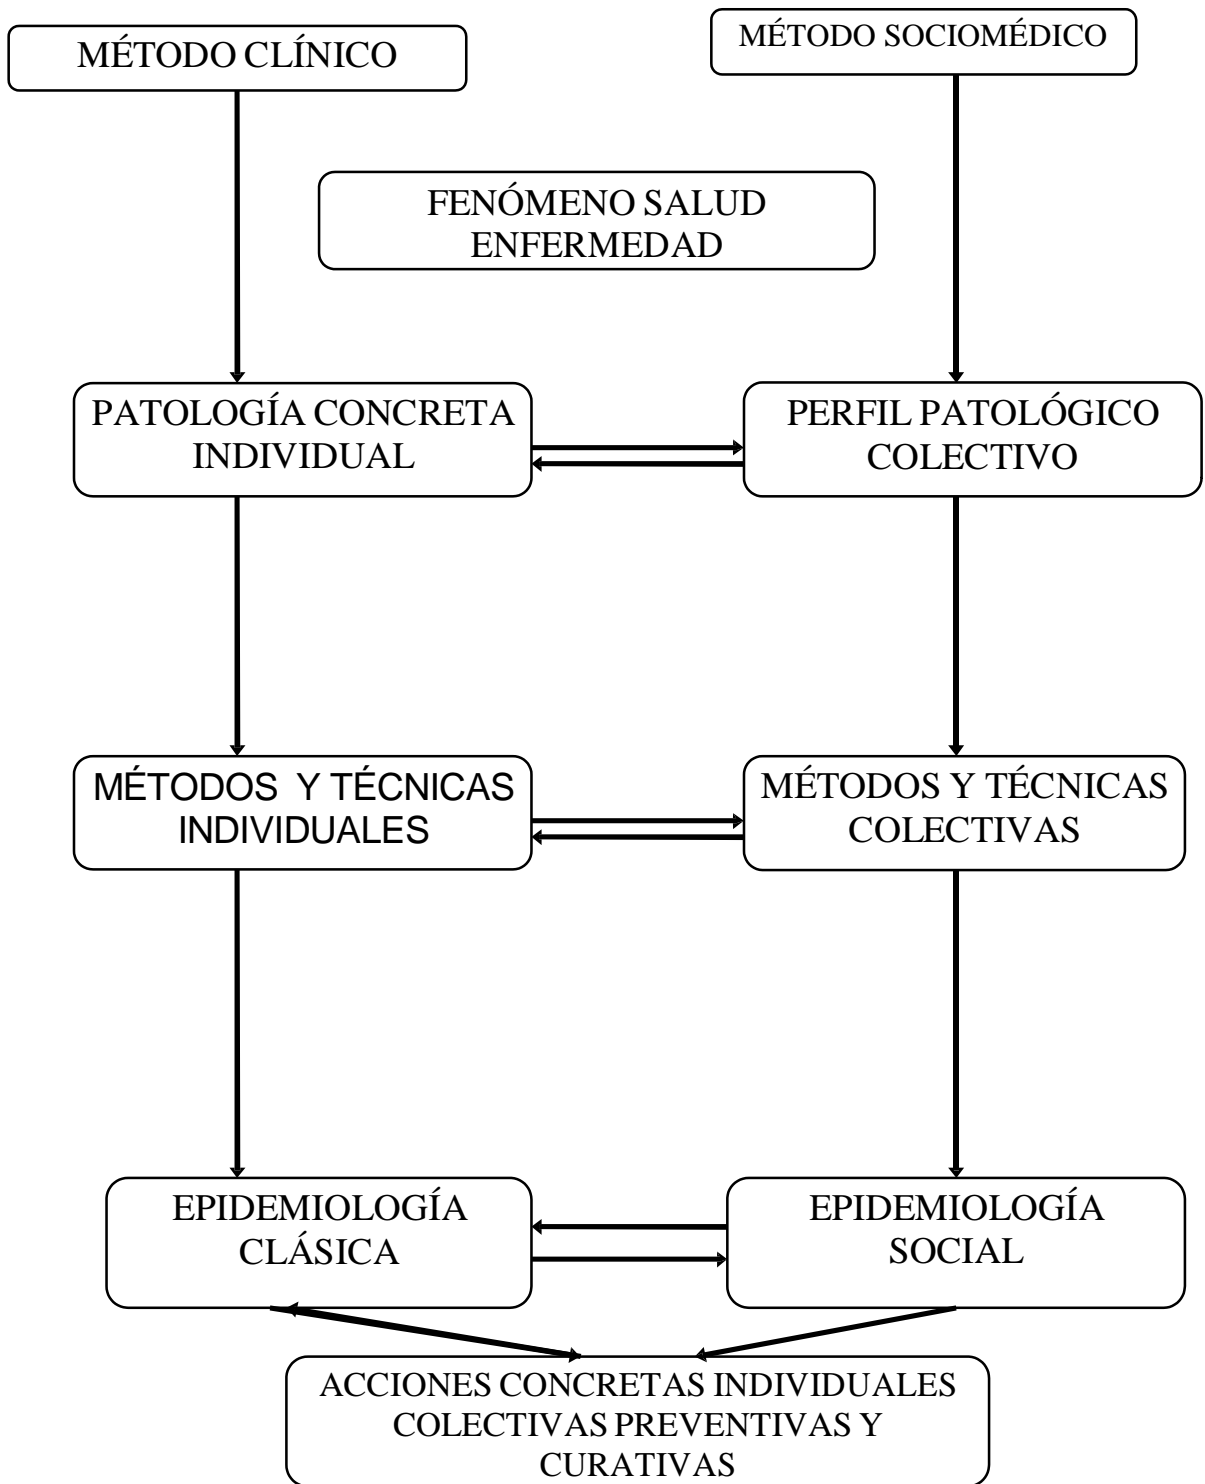 MÉTODO CLÍNICO
MÉTODO SOCIOMÉDICO
FENÓMENO SALUD
ENFERMEDAD
PATOLOGÍA CONCRETA
INDIVIDUAL
PERFIL PATOLÓGICO
COLECTIVO
MÉTODOS  Y TÉCNICAS
INDIVIDUALES
MÉTODOS Y TÉCNICAS
COLECTIVAS
EPIDEMIOLOGÍA
CLÁSICA
EPIDEMIOLOGÍA
SOCIAL
ACCIONES CONCRETAS INDIVIDUALES
COLECTIVAS PREVENTIVAS Y
CURATIVAS